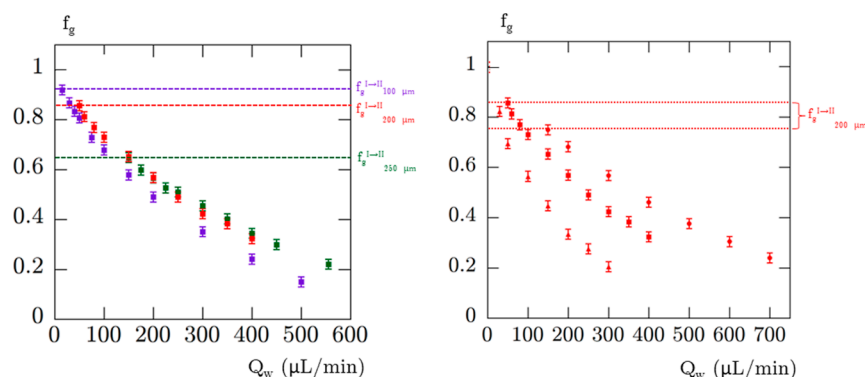 f_g
1
0.8
0.6
0.4
0.2
0
0 100 200 300 400 500 600
Q_w (µL/min)
f_g^I→II 100 µm
f_g^I→II 200 µm
f_g^I→II 250 µm
f_g
1
0.8
0.6
0.4
0.2
0
0 100 200 300 400 500 600 700
Q_w (µL/min)
f_g^I→II 200 µm